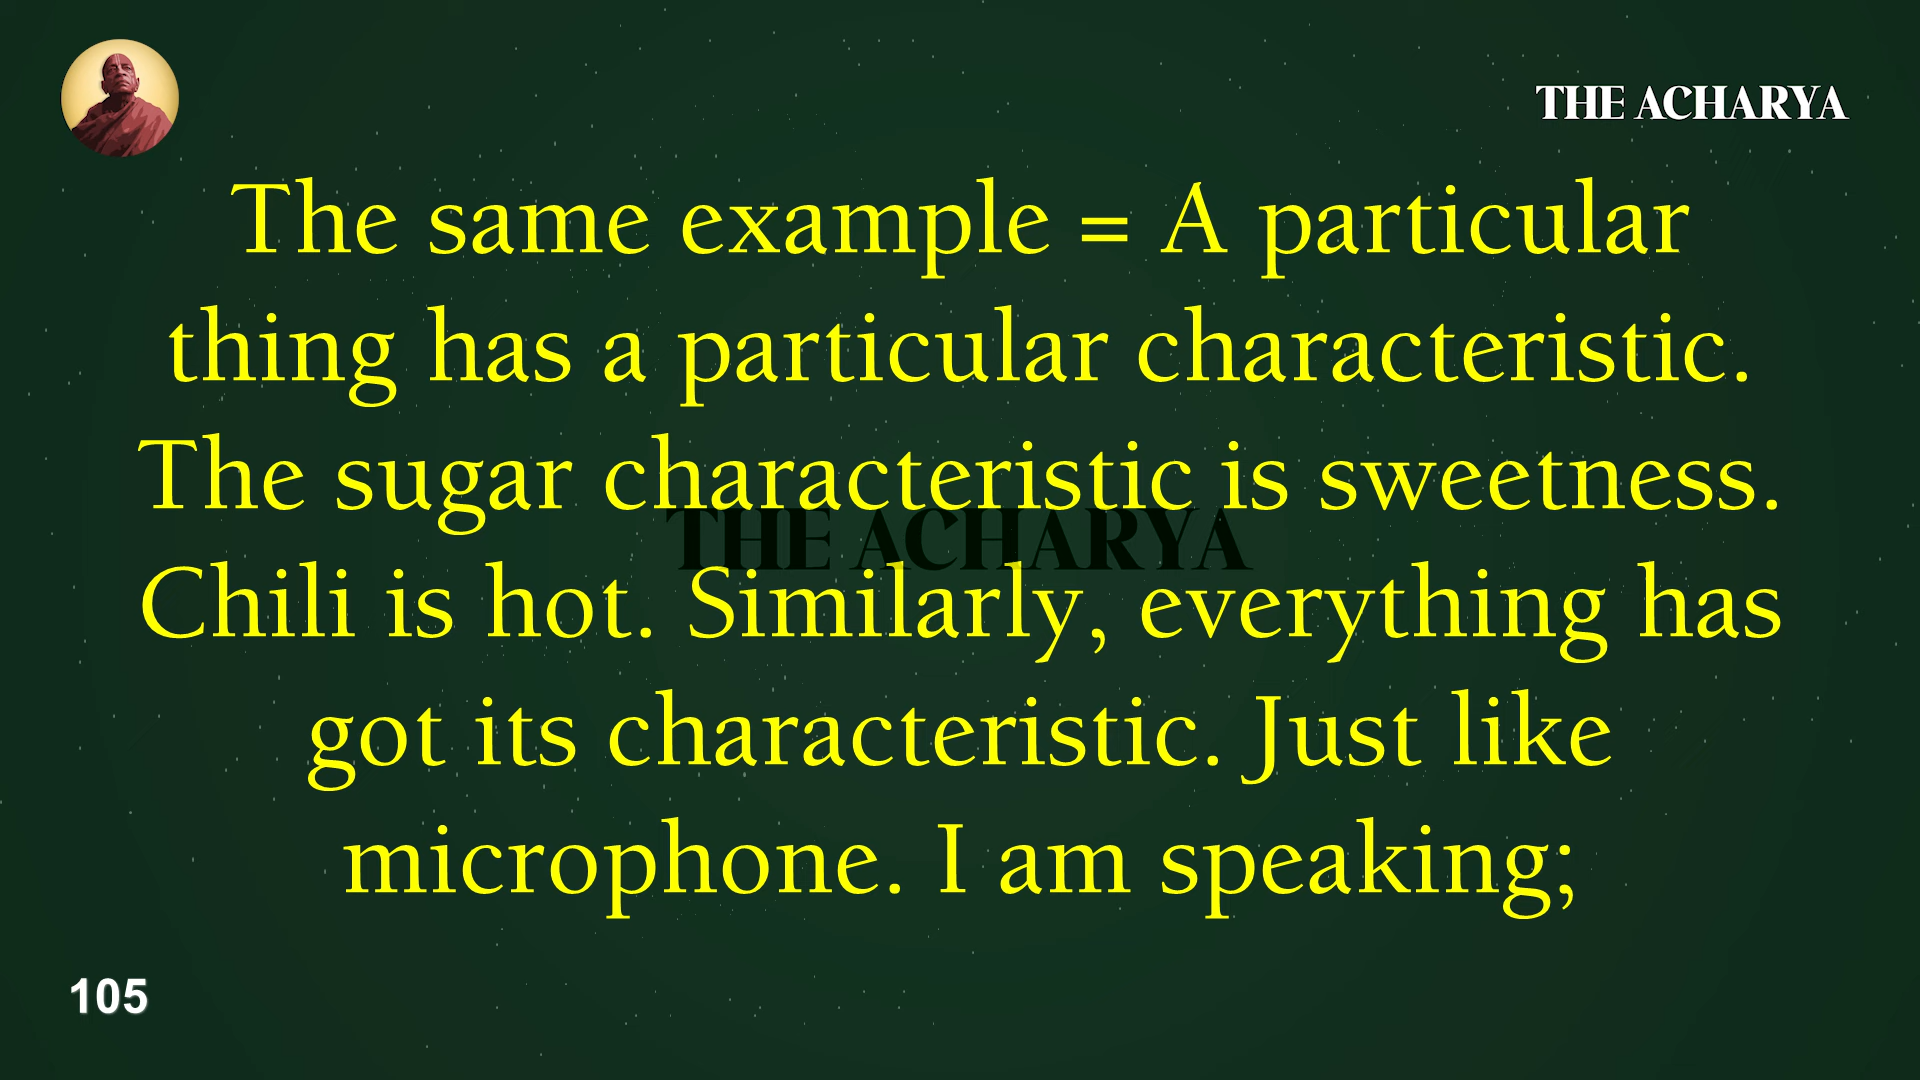 THE ACHARYA
The same example = A particular
thing has a particular characteristic.
The sugar characteristic is sweetness.
THE ACHARYA
Chili is hot. Similarly, everything has
got its characteristic. Just like
microphone. I am speaking;
105